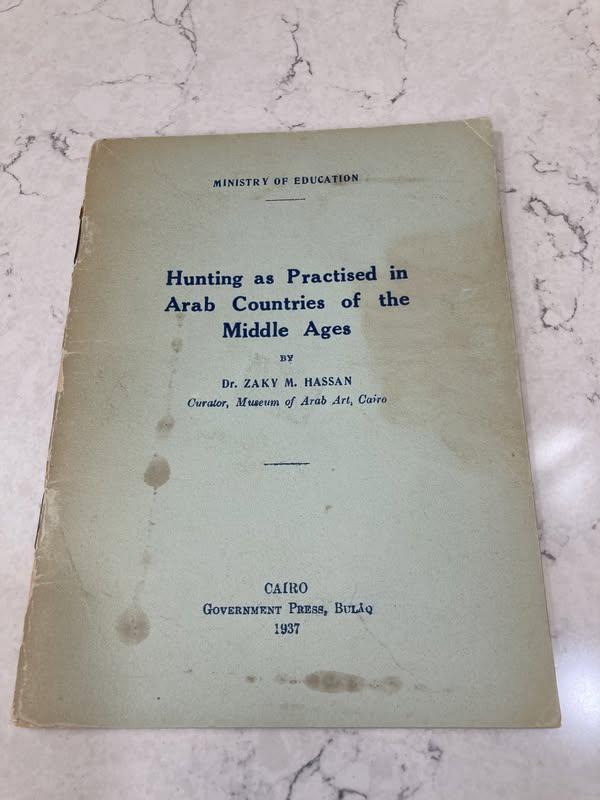 MINISTRY OF EDUCATION
Hunting as Practised in
Arab Countries of the
Middle Ages
BY
Dr. ZAKY M. HASSAN
Curator, Museum of Arab Art, Cairo
CAIRO
Government Press, Bulâq
1937